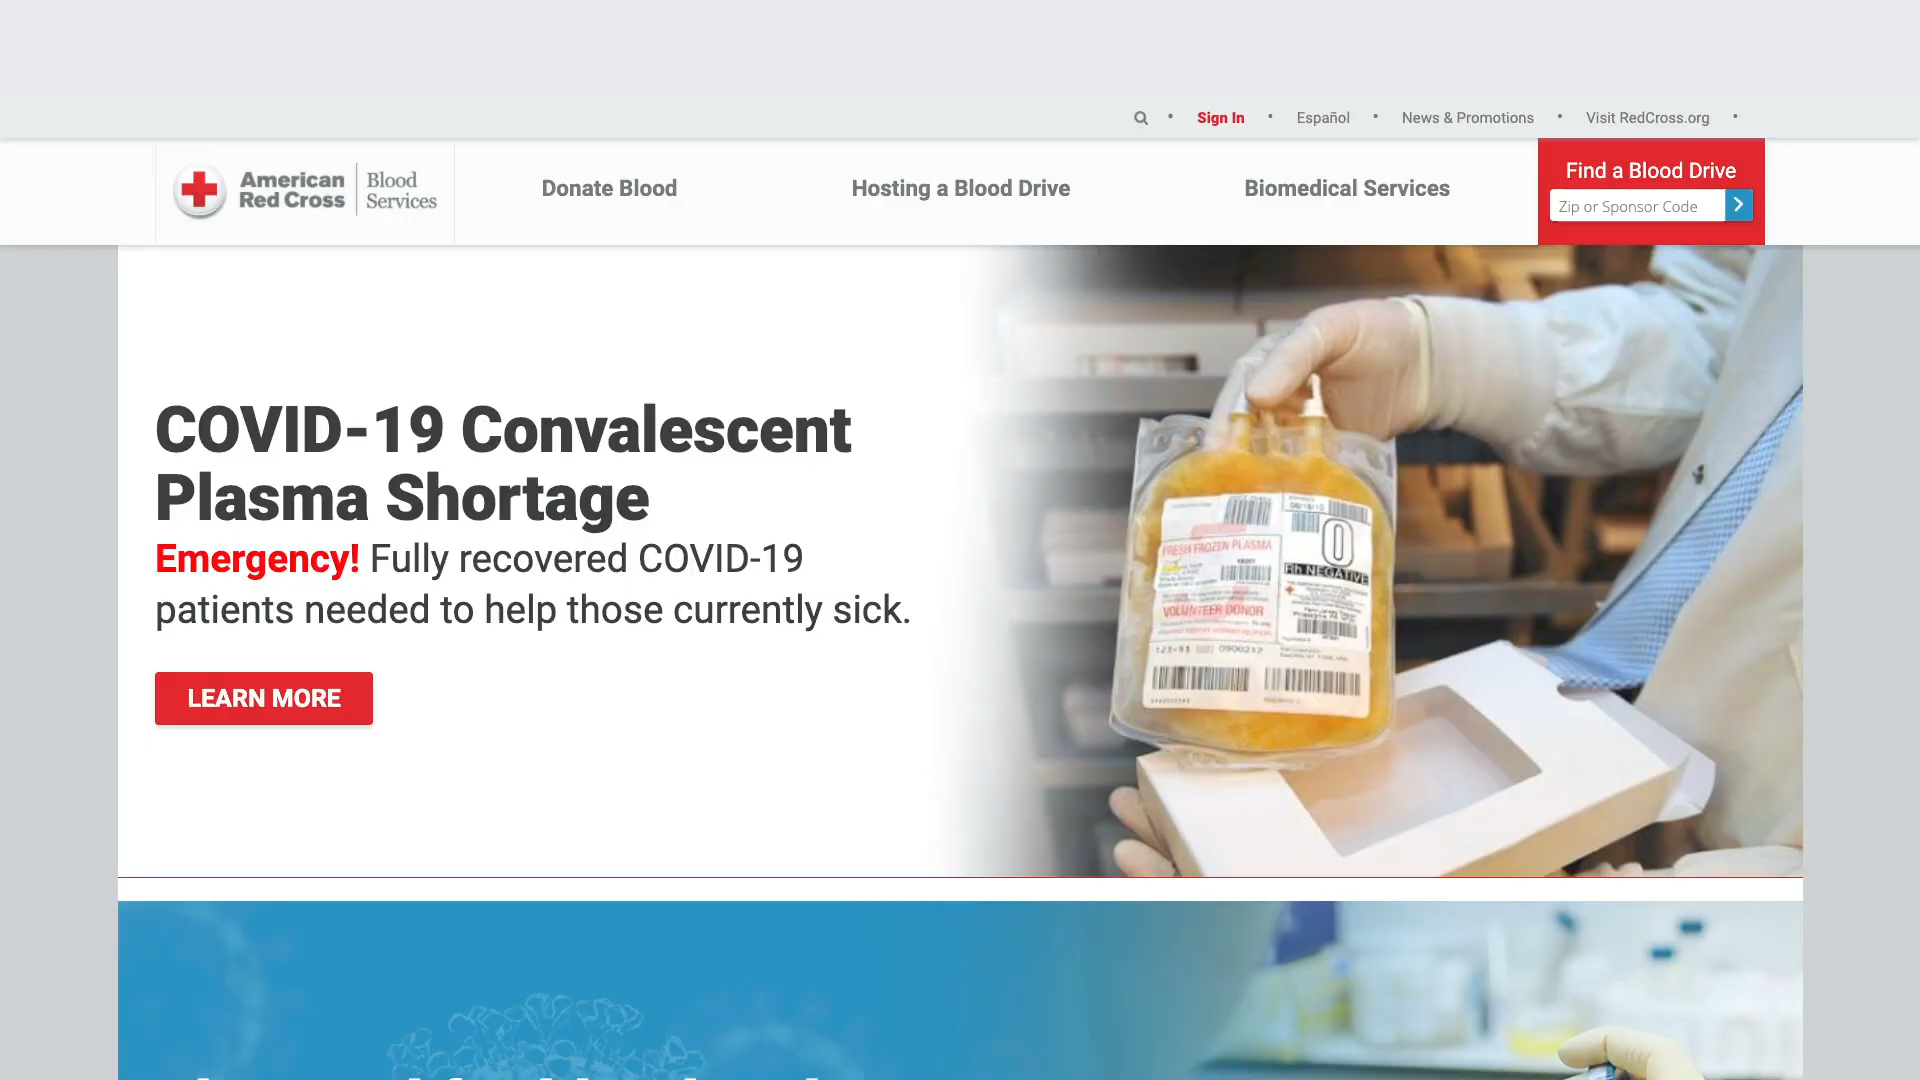 Sign In
Español
News & Promotions
Visit RedCross.org
American
Red Cross
Blood
Services
Donate Blood
Hosting a Blood Drive
Biomedical Services
Find a Blood Drive
Zip or Sponsor Code
COVID-19 Convalescent
Plasma Shortage
Emergency! Fully recovered COVID-19
patients needed to help those currently sick.
LEARN MORE
FRESH FROZEN PLASMA
VOLUNTEER DONOR
O
Rh NEGATIVE